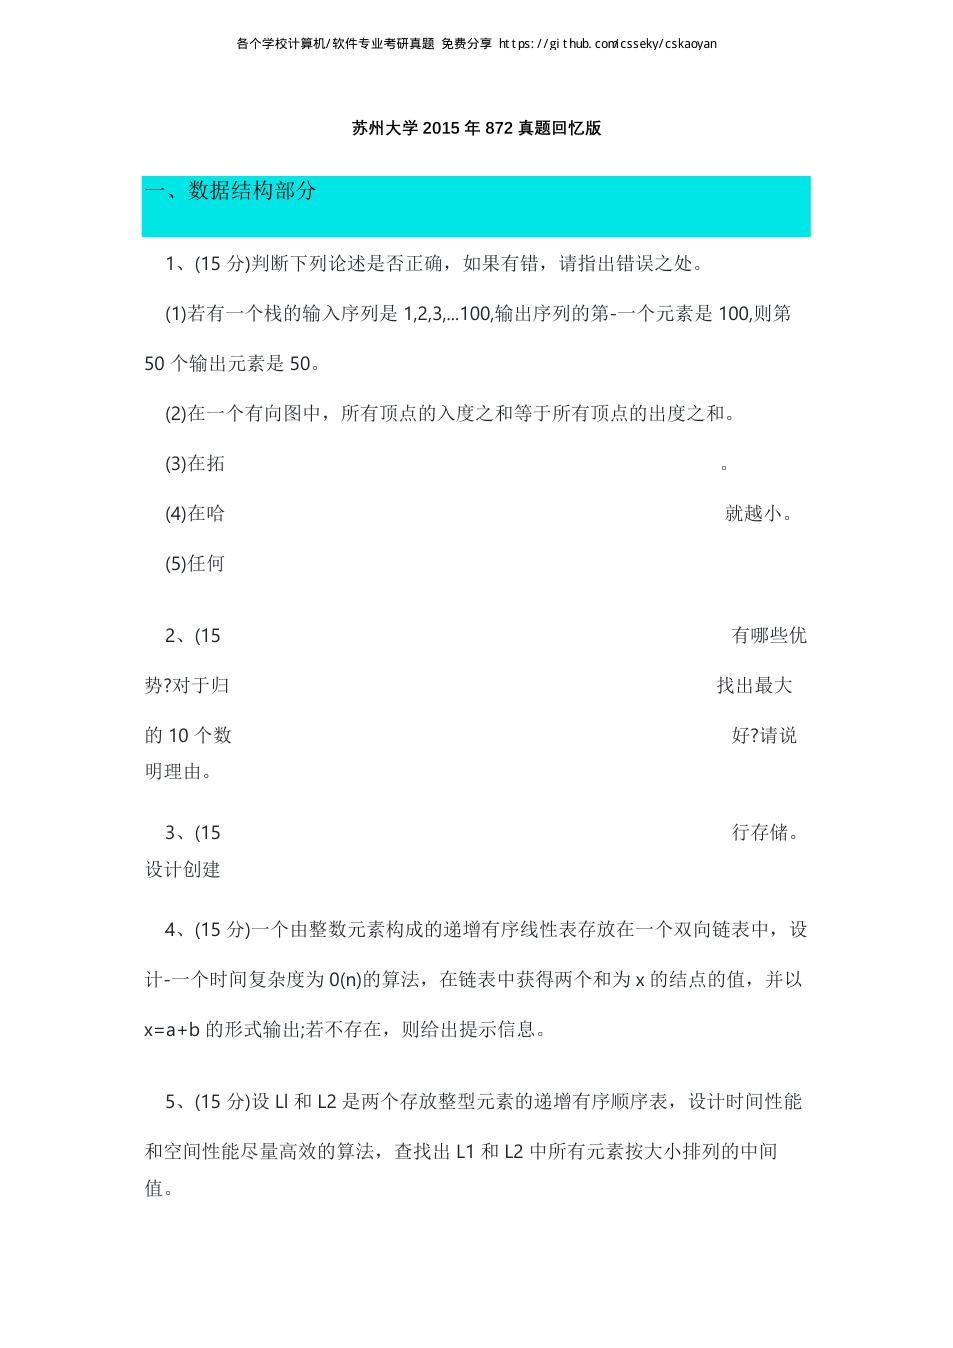 各个学校计算机/软件专业考研真题 免费分享 https://github.com/csseky/cskaoyan
苏州大学 2015 年 872 真题回忆版
一、数据结构部分
1、(15 分)判断下列论述是否正确，如果有错，请指出错误之处。
(1)若有一个栈的输入序列是 1,2,3,...100,输出序列的第-一个元素是 100,则第
50 个输出元素是 50。
(2)在一个有向图中，所有顶点的入度之和等于所有顶点的出度之和。
(3)在拓 。
(4)在哈 就越小。
(5)任何
2、(15 有哪些优
势?对于归 找出最大
的 10 个数 好?请说
明理由。
3、(15 行存储。
设计创建
4、(15 分)一个由整数元素构成的递增有序线性表存放在一个双向链表中，设
计-一个时间复杂度为 0(n)的算法，在链表中获得两个和为 x 的结点的值，并以
x=a+b 的形式输出;若不存在，则给出提示信息。
5、(15 分)设 Ll 和 L2 是两个存放整型元素的递增有序顺序表，设计时间性能
和空间性能尽量高效的算法，查找出 L1 和 L2 中所有元素按大小排列的中间
值。